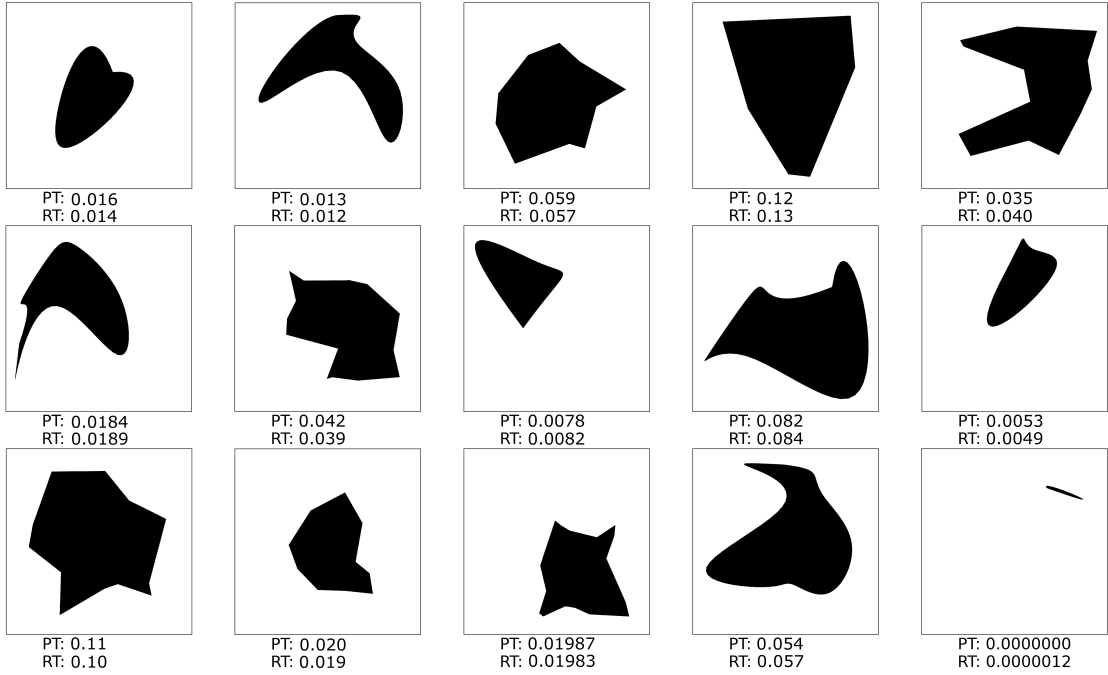 PT: 0.016
RT: 0.014
PT: 0.013
RT: 0.012
PT: 0.059
RT: 0.057
PT: 0.12
RT: 0.13
PT: 0.035
RT: 0.040
PT: 0.0184
RT: 0.0189
PT: 0.042
RT: 0.039
PT: 0.0078
RT: 0.0082
PT: 0.082
RT: 0.084
PT: 0.0053
RT: 0.0049
PT: 0.11
RT: 0.10
PT: 0.020
RT: 0.019
PT: 0.01987
RT: 0.01983
PT: 0.054
RT: 0.057
PT: 0.0000000
RT: 0.0000012